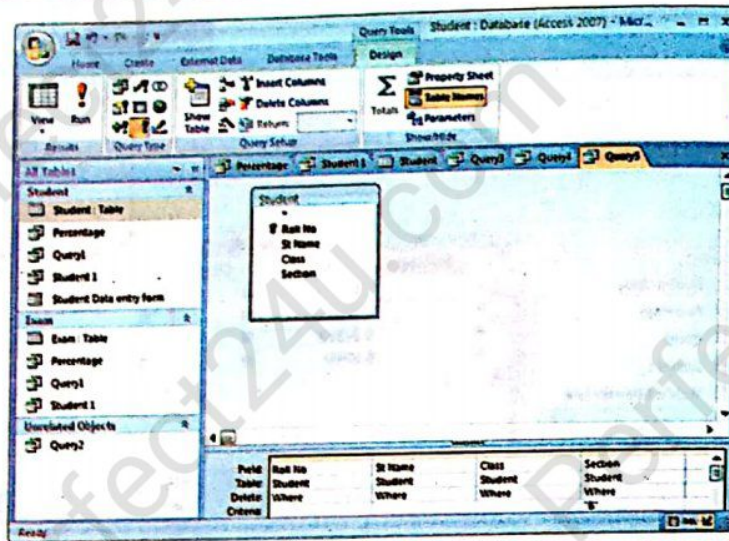 Query Tools Student : Database (Access 2007) - Micr...
Home Create External Data Database Tools Design
View Run Show Table Insert Columns Delete Columns Return: Totals Property Sheet Table Names Parameters
Results Query Type Query Setup Show/Hide
All Tables Percentage Student 1 Student Query3 Query4 Query5
Student
Student : Table
Percentage
Query1
Student 1
Student Data entry form
Exam
Exam : Table
Percentage
Query1
Student 1
Unrelated Objects
Query2
Student
*
Roll No
St Name
Class
Section
Field: Roll No St Name Class Section
Table: Student Student Student Student
Delete: Where Where Where Where
Criteria:
Ready
Perfect24u.com